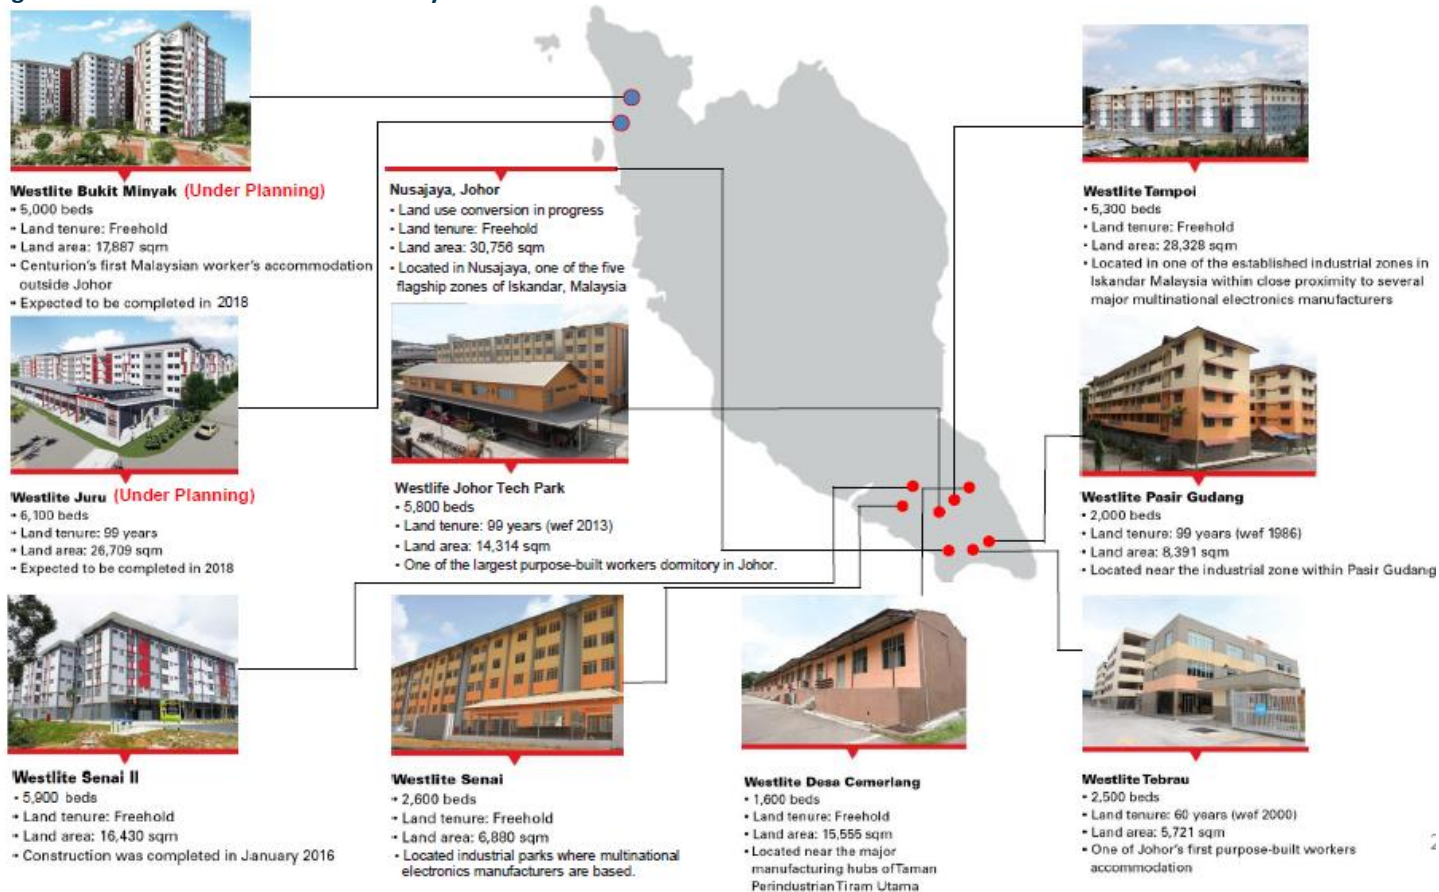 Westlite Bukit Minyak (Under Planning)
• 5,000 beds
• Land tenure: Freehold
• Land area: 17,887 sqm
• Centurion's first Malaysian worker's accommodation
outside Johor
• Expected to be completed in 2018
Westlite Juru (Under Planning)
• 6,100 beds
• Land tenure: 99 years
• Land area: 26,709 sqm
• Expected to be completed in 2018
Westlite Senai II
• 5,900 beds
• Land tenure: Freehold
• Land area: 16,430 sqm
• Construction was completed in January 2016
Nusajaya, Johor
• Land use conversion in progress
• Land tenure: Freehold
• Land area: 30,756 sqm
• Located in Nusajaya, one of the five
flagship zones of Iskandar, Malaysia
Westlife Johor Tech Park
• 5,800 beds
• Land tenure: 99 years (wef 2013)
• Land area: 14,314 sqm
• One of the largest purpose-built workers dormitory in Johor.
Westlite Senai
• 2,600 beds
• Land tenure: Freehold
• Land area: 6,880 sqm
• Located industrial parks where multinational
electronics manufacturers are based.
Westlite Desa Cemerlang
• 1,600 beds
• Land tenure: Freehold
• Land area: 15,555 sqm
• Located near the major
manufacturing hubs of Taman
Perindustrian Tiram Utama
Westlite Tampoi
• 5,300 beds
• Land tenure: Freehold
• Land area: 28,328 sqm
• Located in one of the established industrial zones in
Iskandar Malaysia within close proximity to several
major multinational electronics manufacturers
Westlite Pasir Gudang
• 2,000 beds
• Land tenure: 99 years (wef 1986)
• Land area: 8,391 sqm
• Located near the industrial zone within Pasir Gudang
Westlite Tebrau
• 2,500 beds
• Land tenure: 60 years (wef 2000)
• Land area: 5,721 sqm
• One of Johor's first purpose-built workers
accommodation
2